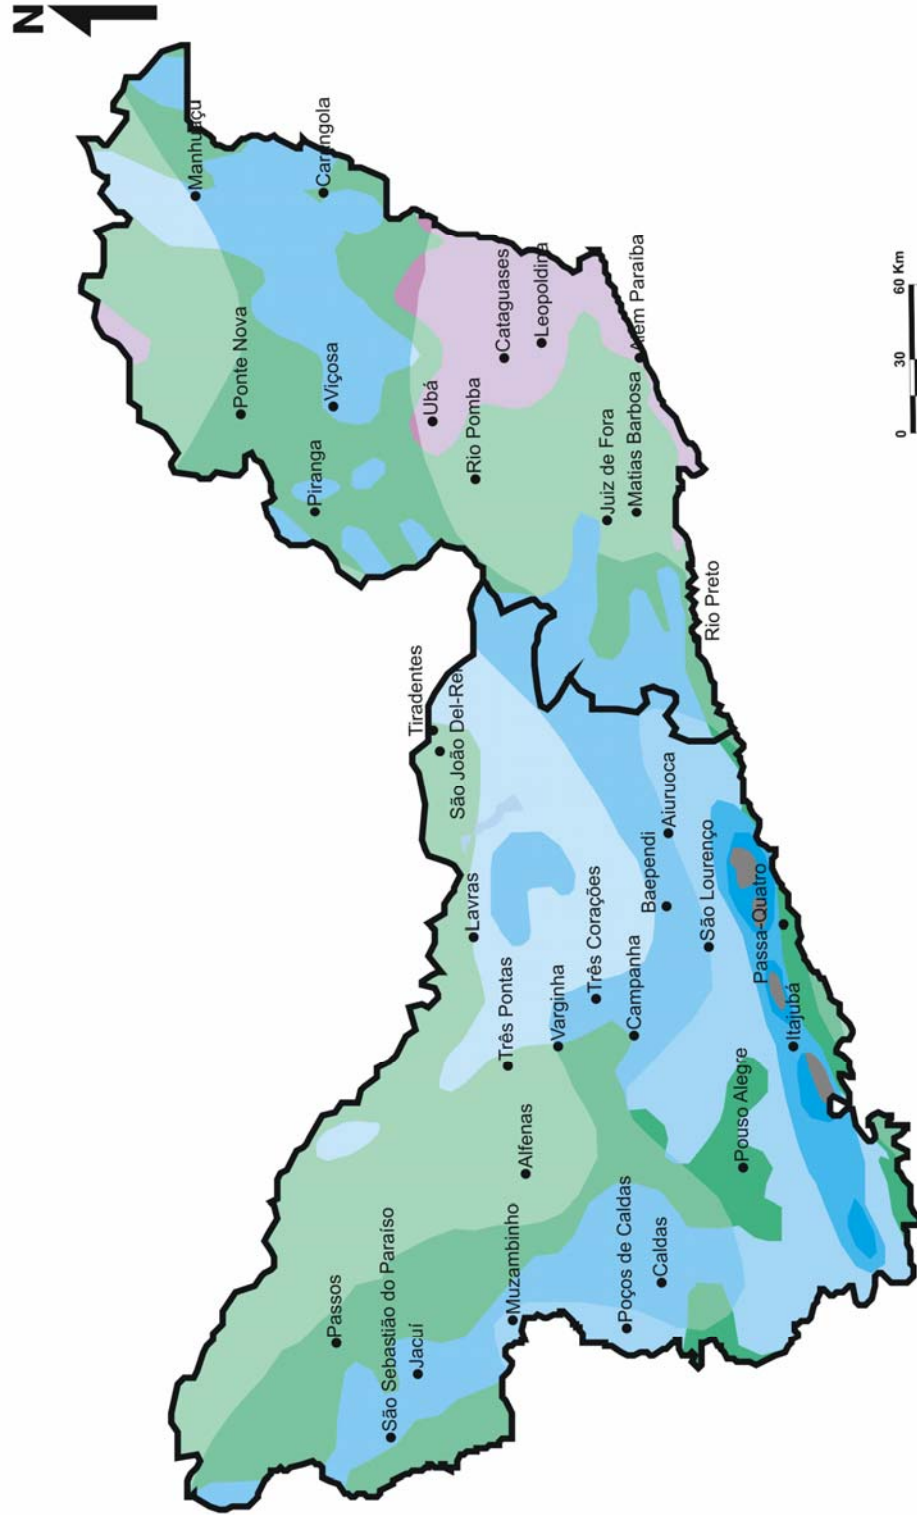 N
Manhuaçu
Carangola
Ponte Nova
Viçosa
Piranga
Ubá
Rio Pomba
Cataguases
Leopoldina
Juiz de Fora
Matias Barbosa
Além Paraíba
Rio Preto
Tiradentes
São João Del-Rei
Lavras
Três Pontas
Varginha
Três Corações
Campanha
Baependi
Aiuruoca
São Lourenço
Passa-Quatro
Itajubá
Pouso Alegre
Alfenas
Passos
São Sebastião do Paraíso
Jacuí
Muzambinho
Poços de Caldas
Caldas
0 30 60 Km